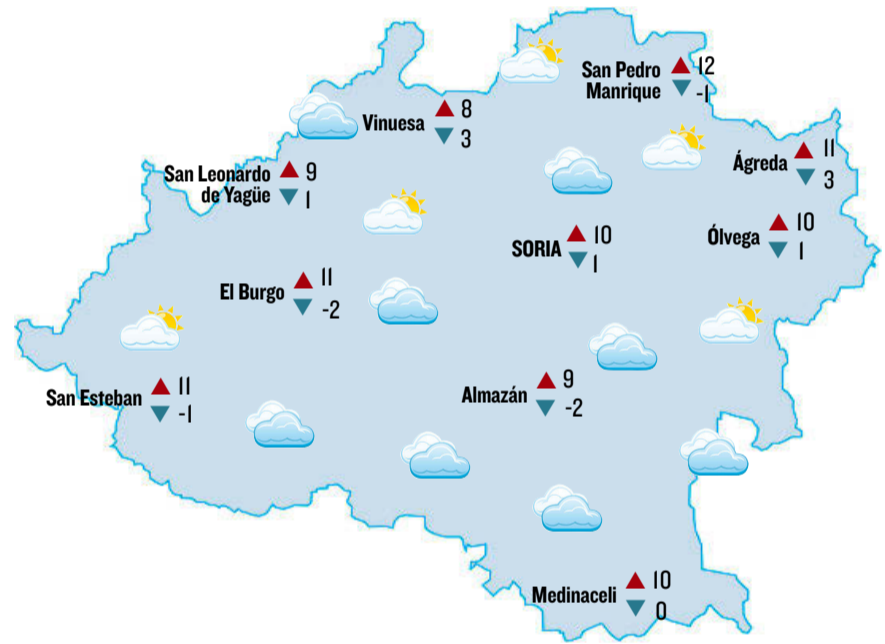 San Pedro
Manrique
12
-1
Vinuesa
8
3
Ágreda
11
3
San Leonardo
de Yagüe
9
1
SORIA
10
1
Ólvega
10
1
El Burgo
11
-2
San Esteban
11
-1
Almazán
9
-2
Medinaceli
10
0